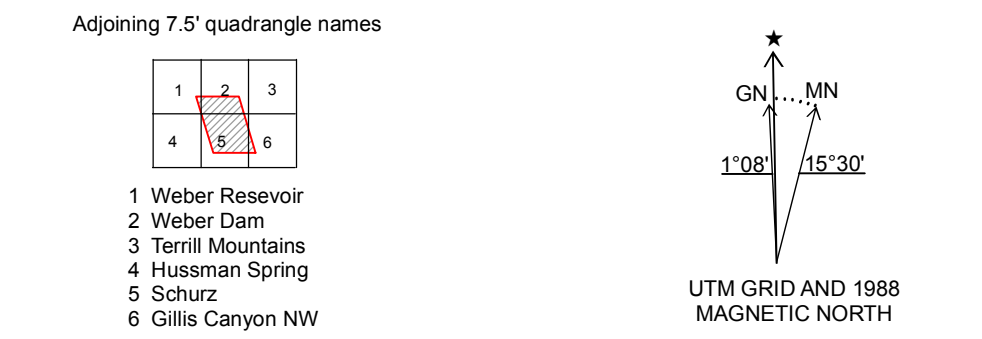 Adjoining 7.5' quadrangle names
1 2 3
4 5 6
1 Weber Resevoir
2 Weber Dam
3 Terrill Mountains
4 Hussman Spring
5 Schurz
6 Gillis Canyon NW
GN MN
1°08' 15°30'
UTM GRID AND 1988
MAGNETIC NORTH